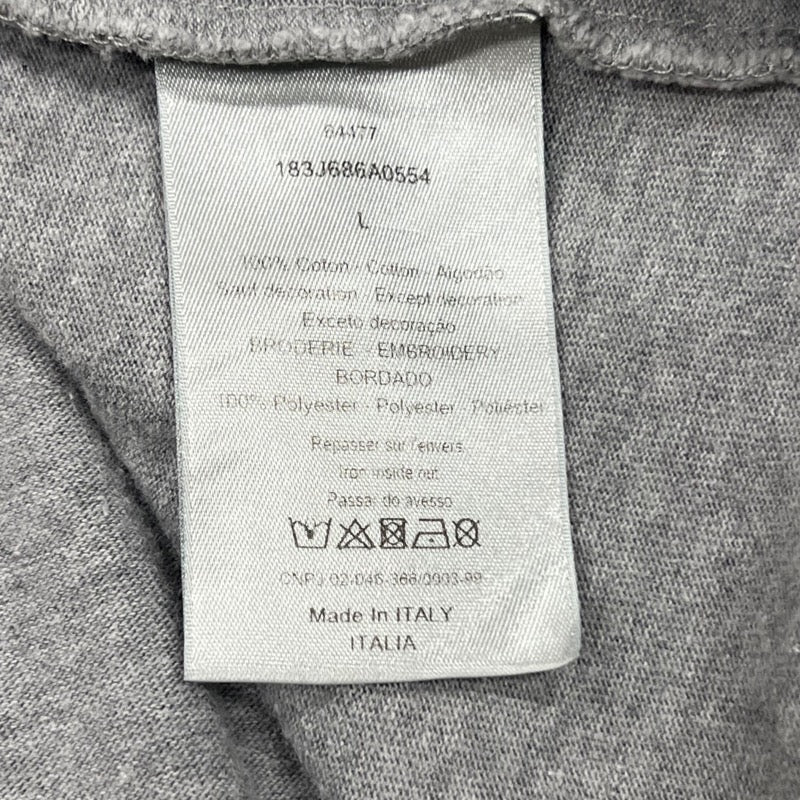 04477
183J686A0554
L
100% Coton - Cotton - Algodão
Sauf décoration - Except decoration
Exceto decoração
BRODERIE - EMBROIDERY
BORDADO
100% Polyester - Polyester - Poliéster
Repasser sur l'envers
Iron inside out
Passar do avesso
CNPJ 02-046-368/0003-99
Made In ITALY
ITALIA